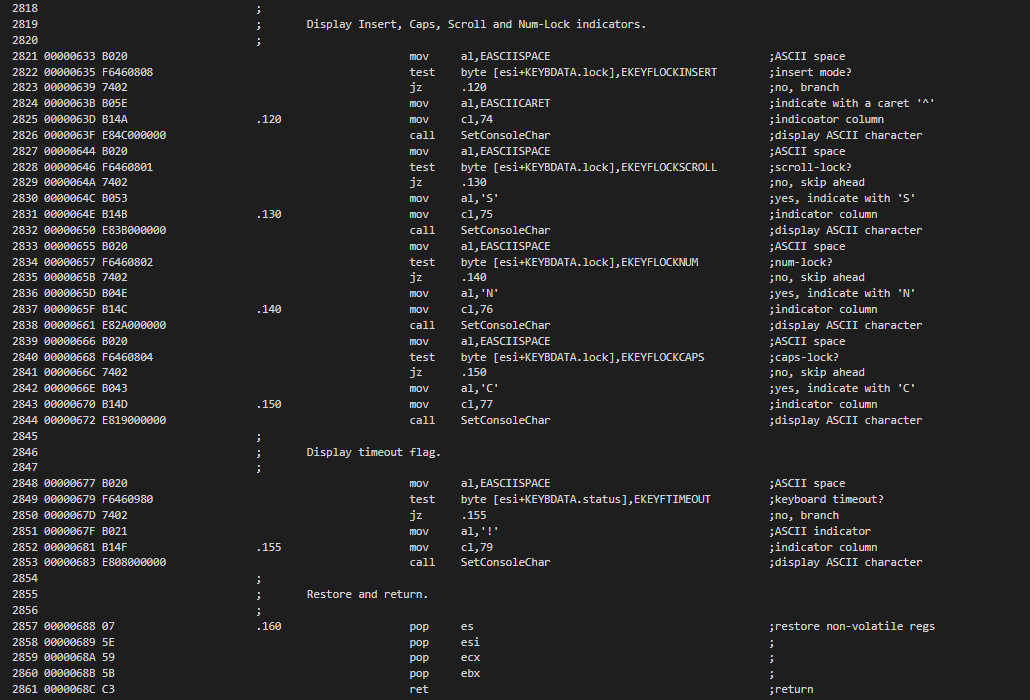 2818 ;
2819 ; Display Insert, Caps, Scroll and Num-Lock indicators.
2820 ;
2821 00000633 B020 mov al,EASCIISPACE ;ASCII space
2822 00000635 F6460808 test byte [esi+KEYBDATA.lock],EKEYFLOCKINSERT ;insert mode?
2823 00000639 7402 jz .120 ;no, branch
2824 0000063B B05E mov al,EASCIICARET ;indicate with a caret '^'
2825 0000063D B14A .120 mov cl,74 ;indicoator column
2826 0000063F E84C000000 call SetConsoleChar ;display ASCII character
2827 00000644 B020 mov al,EASCIISPACE ;ASCII space
2828 00000646 F6460801 test byte [esi+KEYBDATA.lock],EKEYFLOCKSCROLL ;scroll-lock?
2829 0000064A 7402 jz .130 ;no, skip ahead
2830 0000064C B053 mov al,'S' ;yes, indicate with 'S'
2831 0000064E B14B .130 mov cl,75 ;indicator column
2832 00000650 E83B000000 call SetConsoleChar ;display ASCII character
2833 00000655 B020 mov al,EASCIISPACE ;ASCII space
2834 00000657 F6460802 test byte [esi+KEYBDATA.lock],EKEYFLOCKNUM ;num-lock?
2835 0000065B 7402 jz .140 ;no, skip ahead
2836 0000065D B04E mov al,'N' ;yes, indicate with 'N'
2837 0000065F B14C .140 mov cl,76 ;indicator column
2838 00000661 E82A000000 call SetConsoleChar ;display ASCII character
2839 00000666 B020 mov al,EASCIISPACE ;ASCII space
2840 00000668 F6460804 test byte [esi+KEYBDATA.lock],EKEYFLOCKCAPS ;caps-lock?
2841 0000066C 7402 jz .150 ;no, skip ahead
2842 0000066E B043 mov al,'C' ;yes, indicate with 'C'
2843 00000670 B14D .150 mov cl,77 ;indicator column
2844 00000672 E819000000 call SetConsoleChar ;display ASCII character
2845 ;
2846 ; Display timeout flag.
2847 ;
2848 00000677 B020 mov al,EASCIISPACE ;ASCII space
2849 00000679 F6460980 test byte [esi+KEYBDATA.status],EKEYFTIMEOUT ;keyboard timeout?
2850 0000067D 7402 jz .155 ;no, branch
2851 0000067F B021 mov al,'!' ;ASCII indicator
2852 00000681 B14F .155 mov cl,79 ;indicator column
2853 00000683 E808000000 call SetConsoleChar ;display ASCII character
2854 ;
2855 ; Restore and return.
2856 ;
2857 00000688 07 .160 pop es ;restore non-volatile regs
2858 00000689 5E pop esi ;
2859 0000068A 59 pop ecx ;
2860 0000068B 5B pop ebx ;
2861 0000068C C3 ret ;return